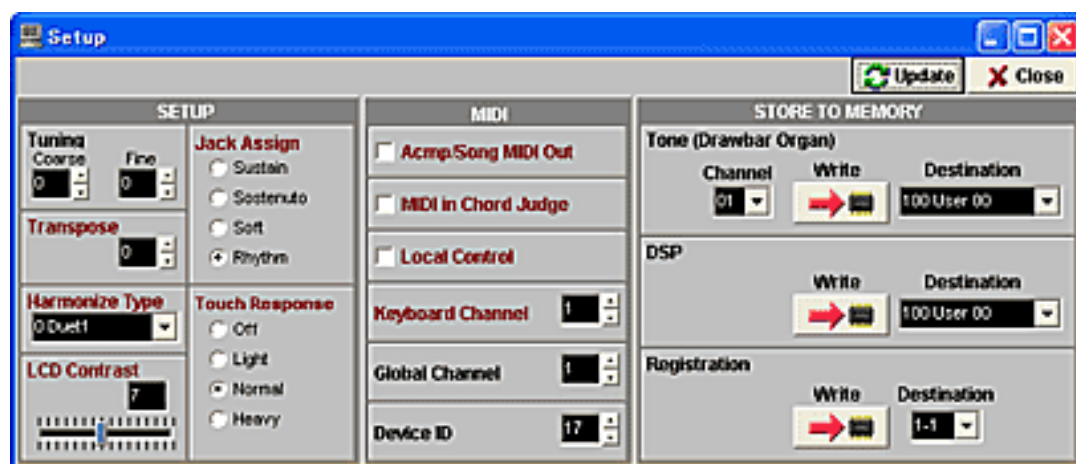 Setup
Update
Close
SETUP
Tuning
Coarse
Fine
0
0
Transpose
0
Harmonize Type
0 Duet1
LCD Contrast
7
Jack Assign
Sustain
Sostenuto
Soft
Rhythm
Touch Response
Off
Light
Normal
Heavy
MIDI
Acmp/Song MIDI Out
MIDI in Chord Judge
Local Control
Keyboard Channel
1
Global Channel
1
Device ID
17
STORE TO MEMORY
Tone (Drawbar Organ)
Channel
Write
Destination
01
100 User 00
DSP
Write
Destination
100 User 00
Registration
Write
Destination
1-1